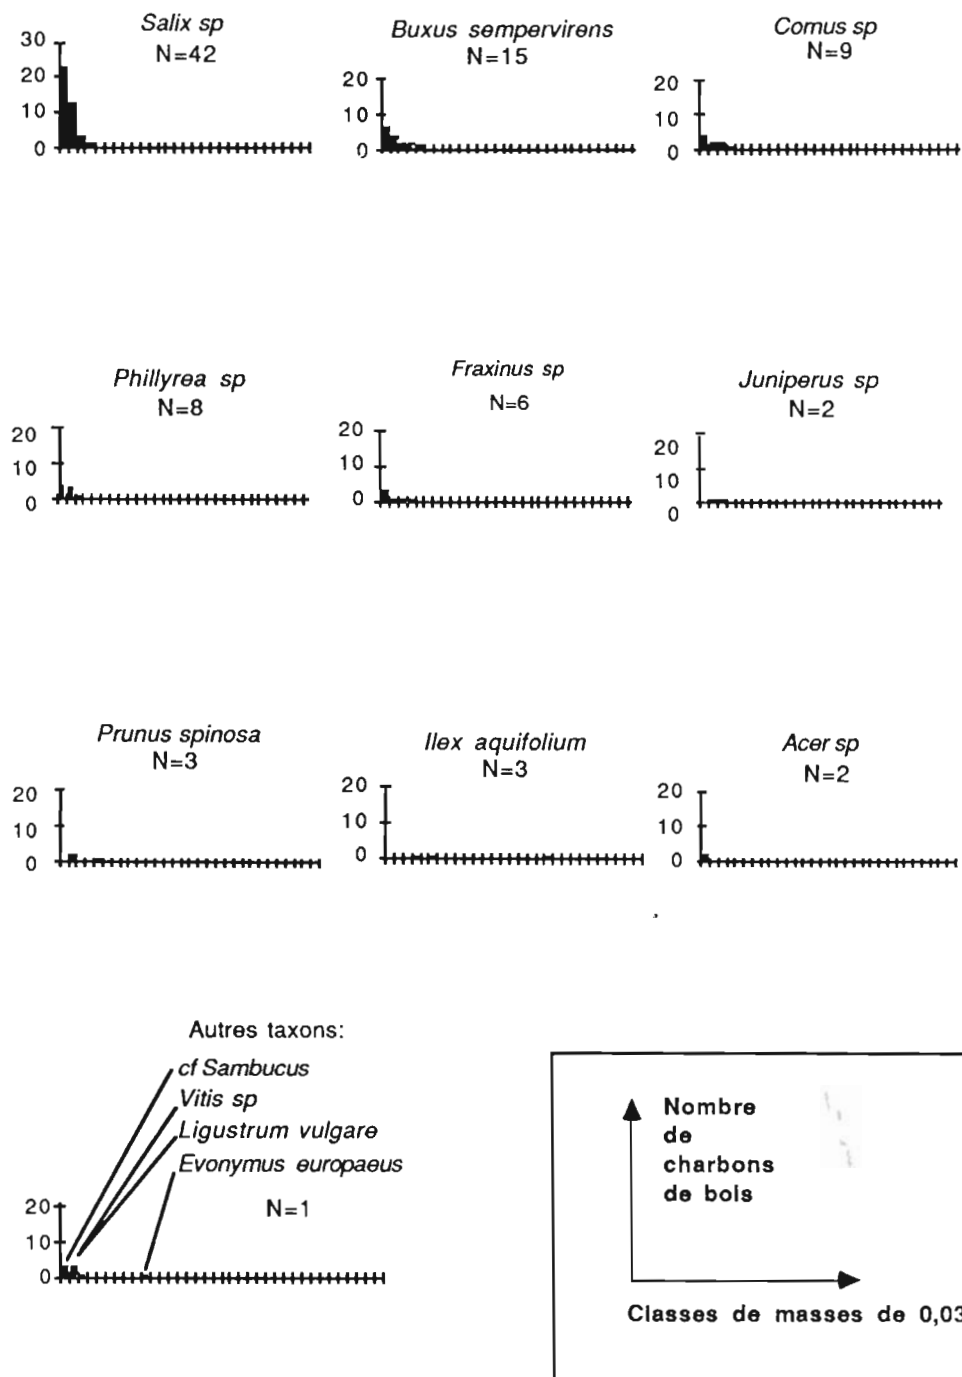 Salix sp
N=42
30
20
10
0
Buxus sempervirens
N=15
20
10
0
Cornus sp
N=9
20
10
0
Phillyrea sp
N=8
20
10
0
Fraxinus sp
N=6
20
10
0
Juniperus sp
N=2
20
10
0
Prunus spinosa
N=3
20
10
0
Ilex aquifolium
N=3
20
10
0
Acer sp
N=2
20
10
0
Autres taxons:
cf Sambucus
Vitis sp
Ligustrum vulgare
Evonymus europaeus
N=1
20
10
0
Nombre
de
charbons
de bois
Classes de masses de 0,03